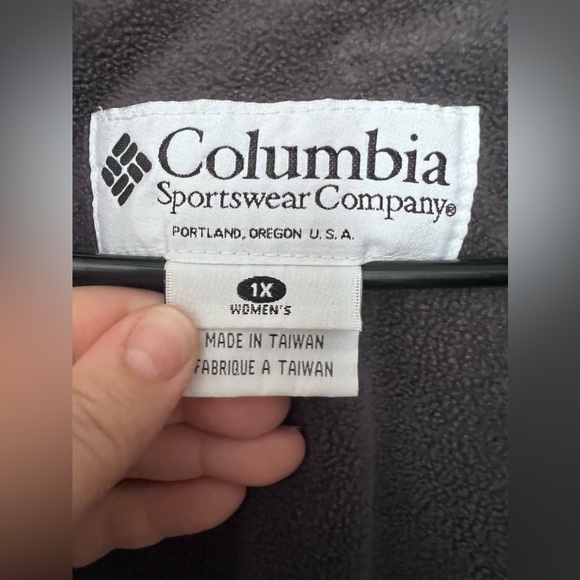 Columbia
Sportswear Company®
PORTLAND, OREGON U.S.A.
1X
WOMEN'S
MADE IN TAIWAN
FABRIQUE A TAIWAN